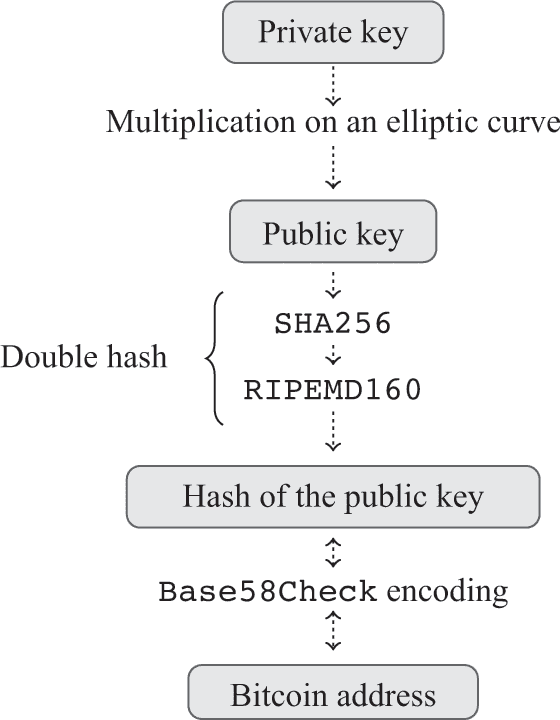 Private key
Multiplication on an elliptic curve
Public key
SHA256
Double hash
RIPEMD160
Hash of the public key
Base58Check encoding
Bitcoin address